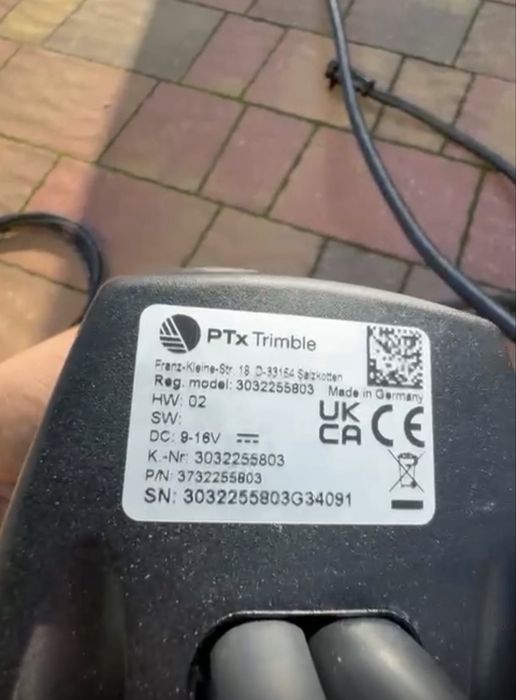 PTx Trimble
Franz-Kleine-Str. 18 D-33154 Salzkotten
Reg. model: 3032255803 Made in Germany
HW: 02
SW:
DC: 9-16V
K.-Nr: 3032255803
P/N: 3732255803
SN: 3032255803G34091
UK
CA
CE